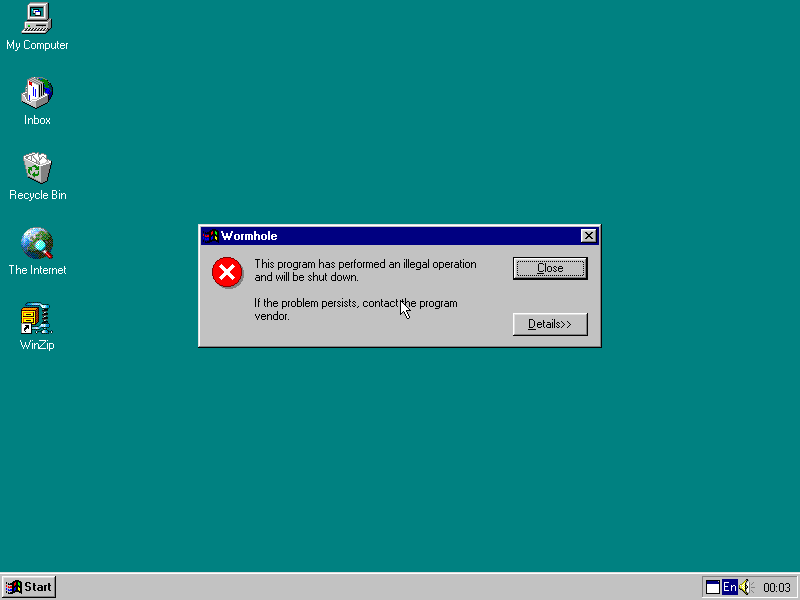 My Computer
Inbox
Recycle Bin
The Internet
WinZip
Wormhole
This program has performed an illegal operation
and will be shut down.
If the problem persists, contact the program
vendor.
Close
Details>>
Start
En
00:03